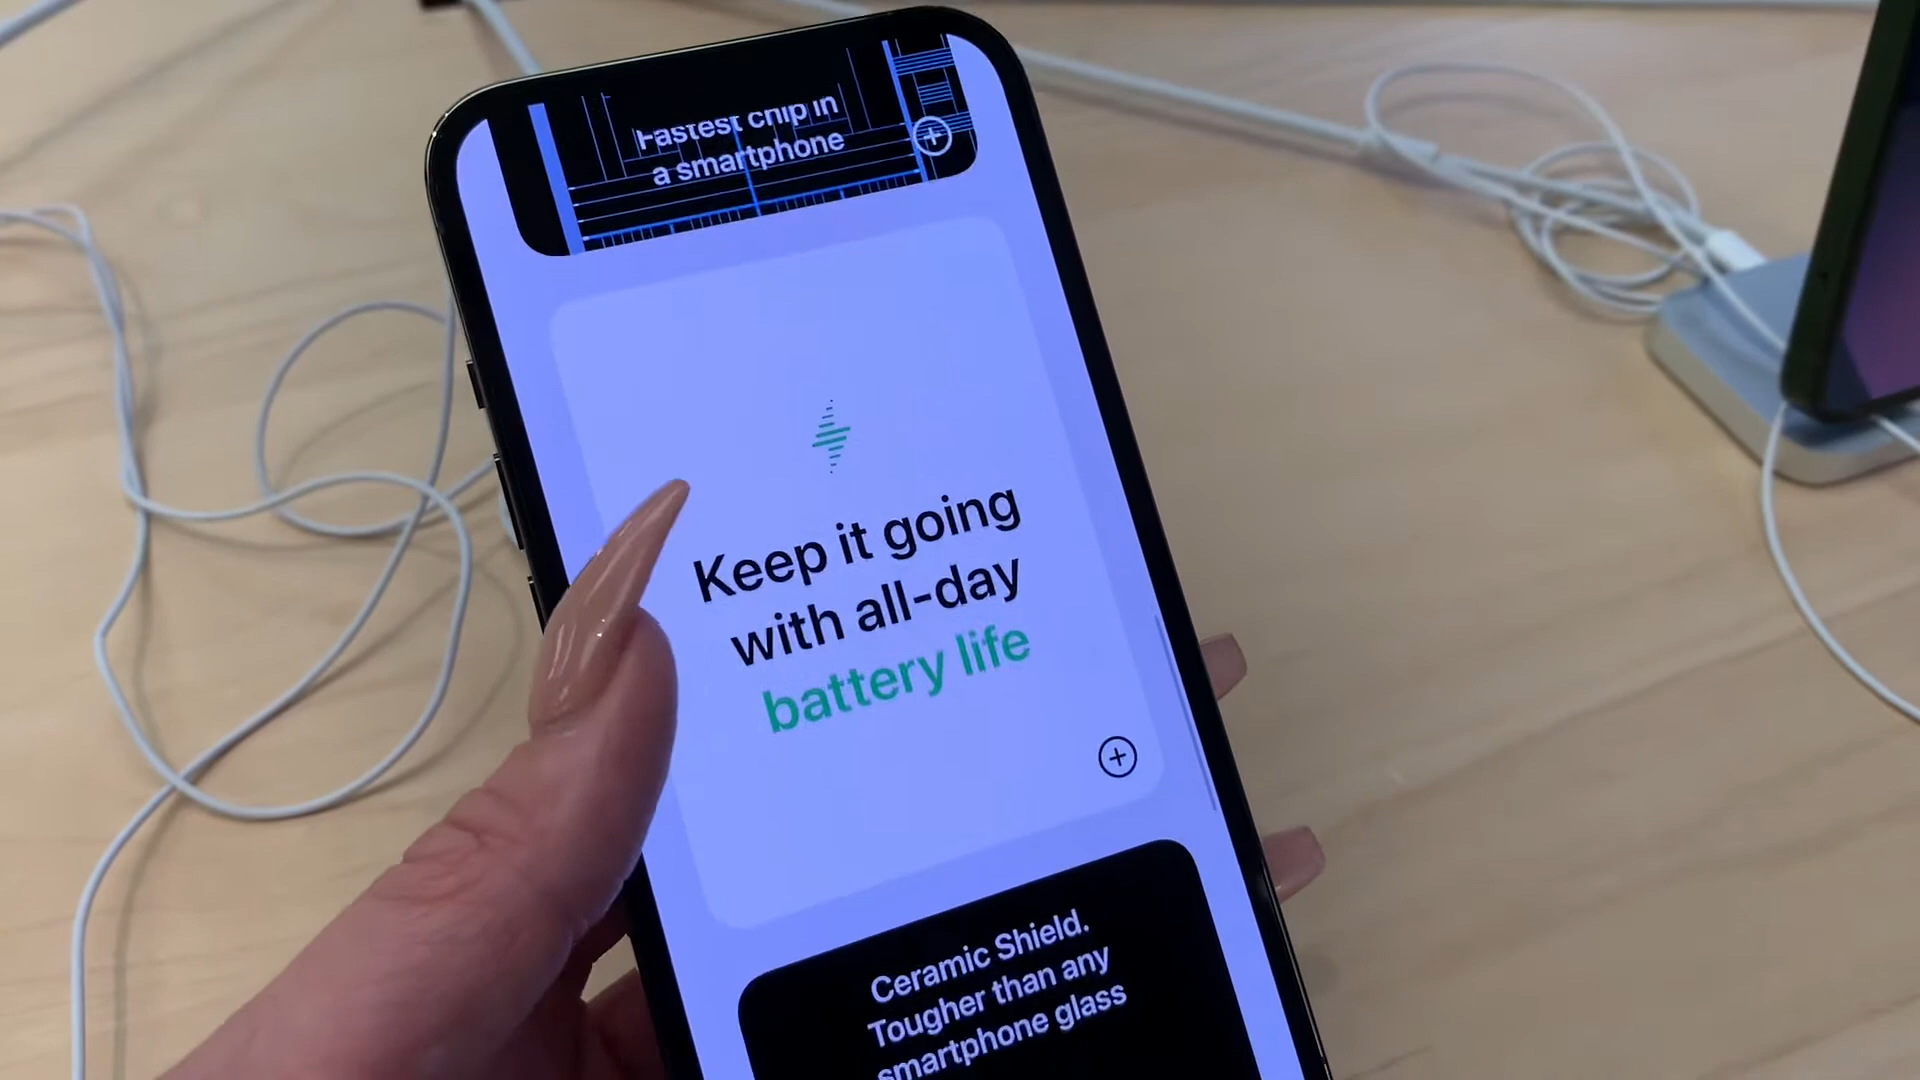 Fastest chip in
a smartphone
Keep it going
with all-day
battery life
Ceramic Shield.
Tougher than any
smartphone glass